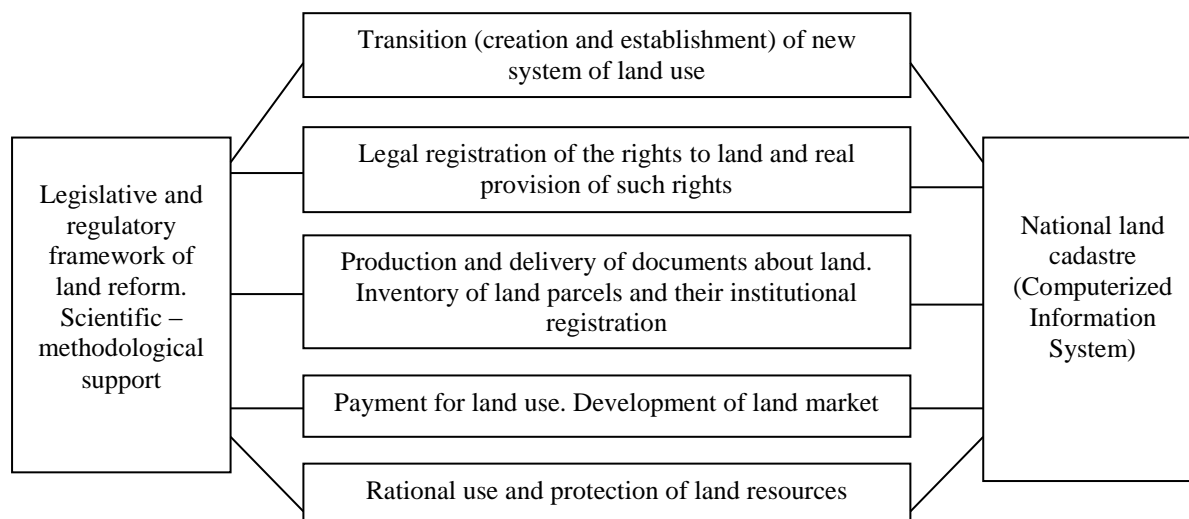 Transition (creation and establishment) of new
system of land use
Legislative and
regulatory
framework of
land reform.
Scientific –
methodological
support
Legal registration of the rights to land and real
provision of such rights
Production and delivery of documents about land.
Inventory of land parcels and their institutional
registration
Payment for land use. Development of land market
Rational use and protection of land resources
National land
cadastre
(Computerized
Information
System)